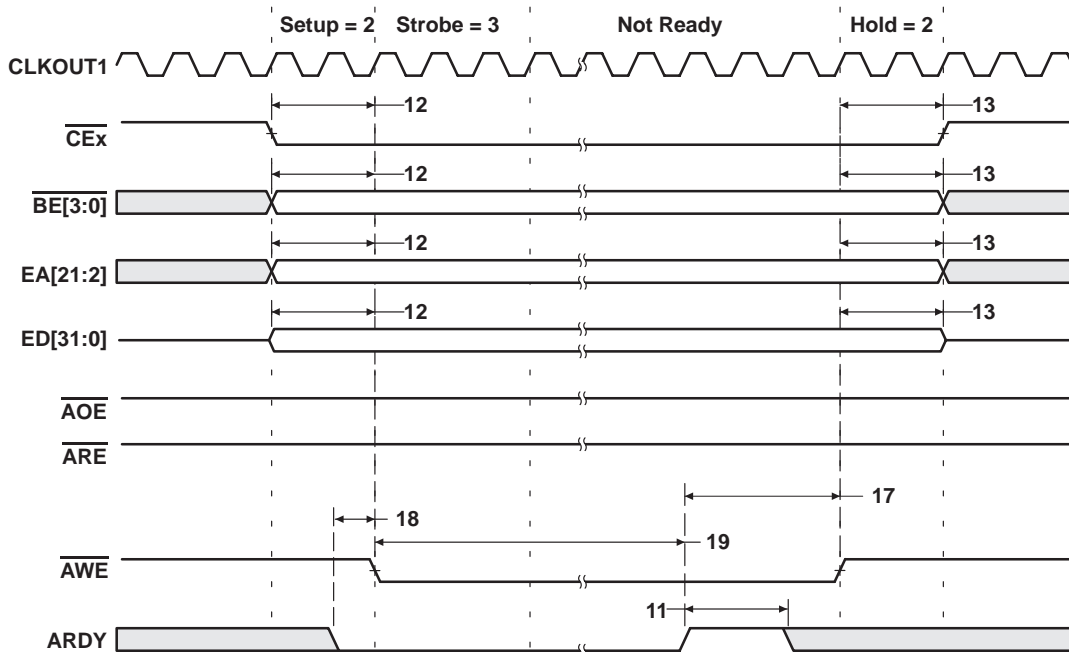 Setup = 2 Strobe = 3 Not Ready Hold = 2
CLKOUT1
12 13
CEx
12 13
BE[3:0]
12 13
EA[21:2]
12 13
ED[31:0]
AOE
ARE
17
18
19
AWE
11
ARDY